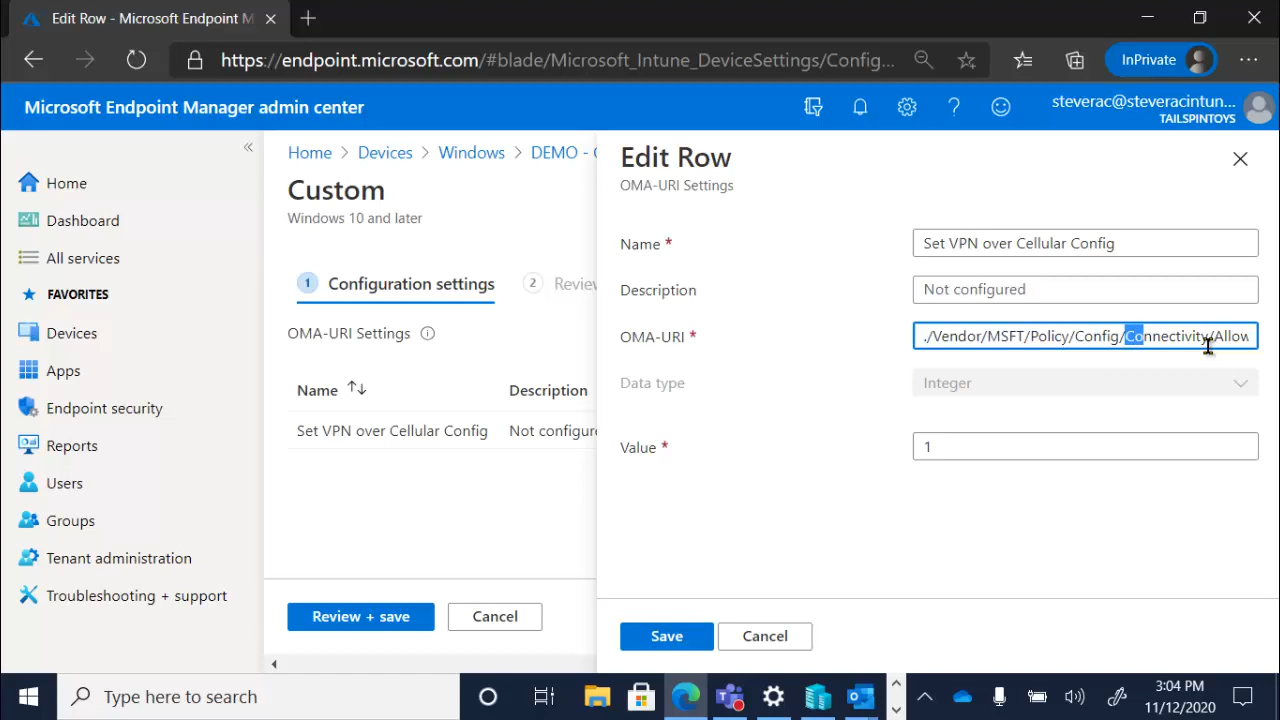 Edit Row - Microsoft Endpoint M
https://endpoint.microsoft.com/#blade/Microsoft_Intune_DeviceSettings/Config...
InPrivate
Microsoft Endpoint Manager admin center
steverac@steveracintun...
TAILSPINTOYS
Home
Dashboard
All services
FAVORITES
Devices
Apps
Endpoint security
Reports
Users
Groups
Tenant administration
Troubleshooting + support
Home > Devices > Windows > DEMO -
Custom
Windows 10 and later
1 Configuration settings 2 Review
OMA-URI Settings
Name Description
Set VPN over Cellular Config Not configure
Review + save Cancel
Edit Row
OMA-URI Settings
Name * Set VPN over Cellular Config
Description Not configured
OMA-URI * ./Vendor/MSFT/Policy/Config/Connectivity/Allow
Data type Integer
Value * 1
Save Cancel
Type here to search
3:04 PM
11/12/2020